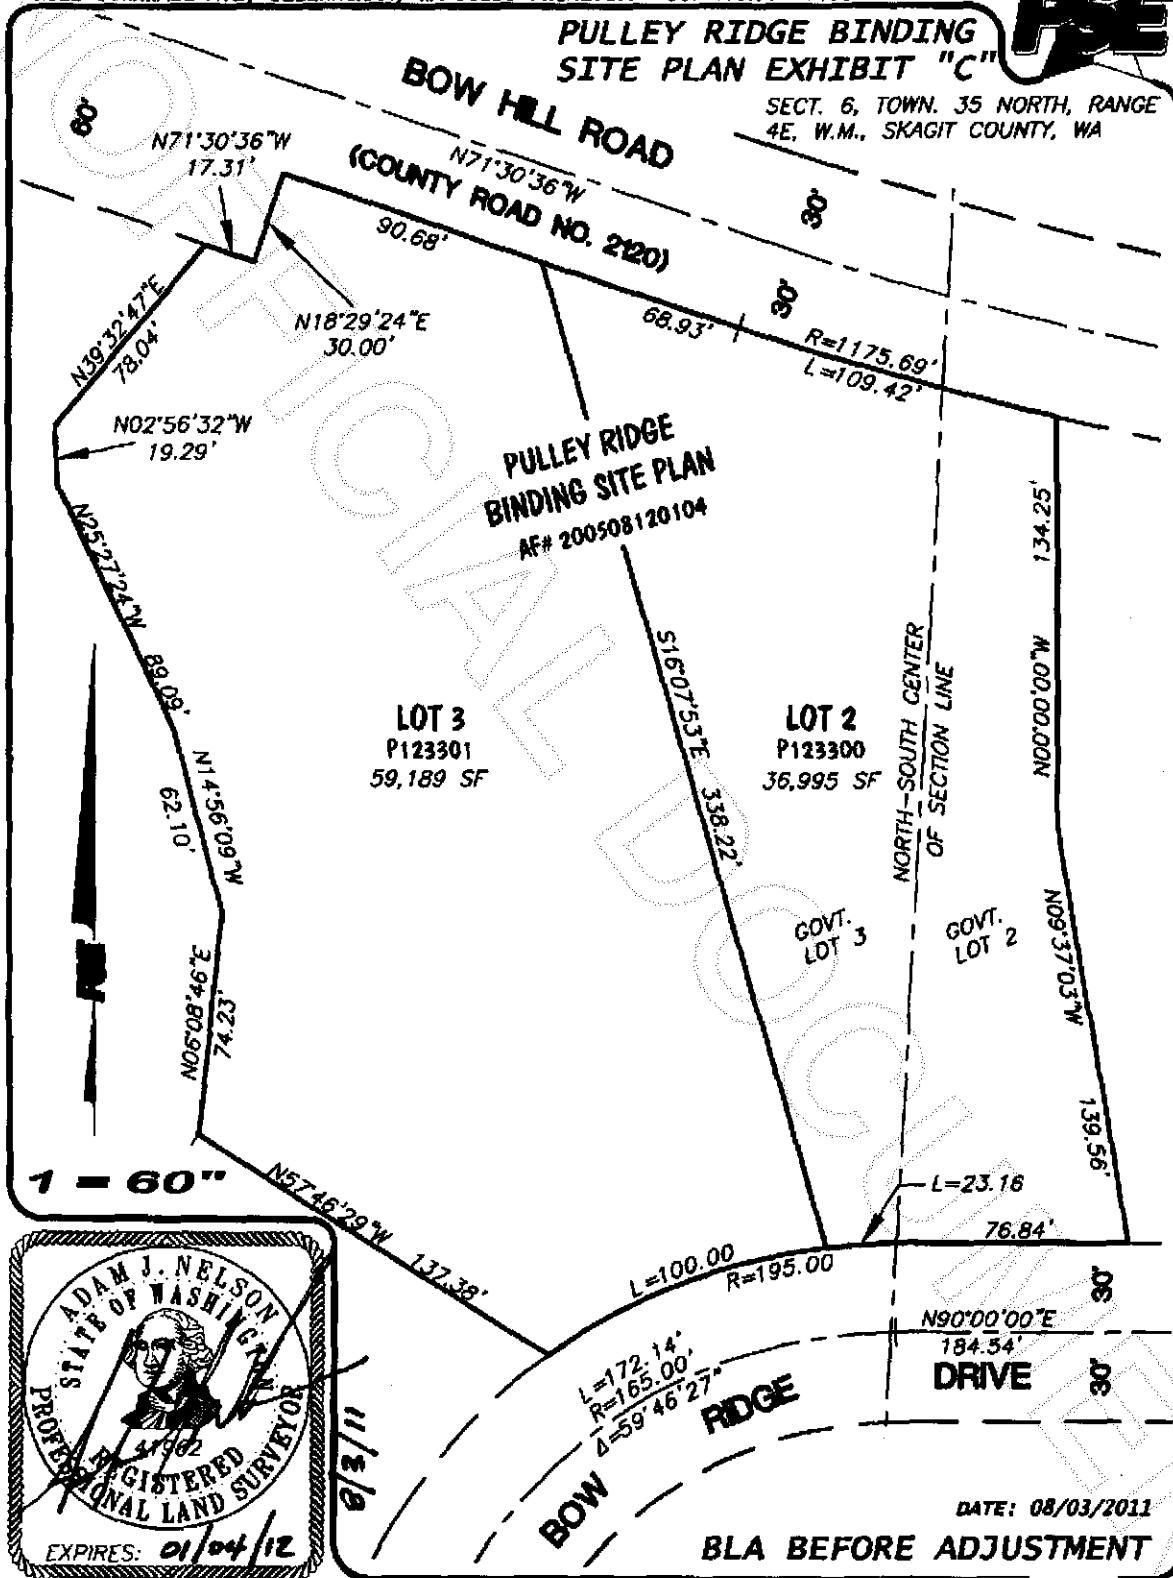 PULLEY RIDGE BINDING
SITE PLAN EXHIBIT "C"
PSE
SECT. 6, TOWN. 35 NORTH, RANGE
4E, W.M., SKAGIT COUNTY, WA
BOW HILL ROAD
N71°30'36"W
(COUNTY ROAD NO. 2120)
60'
30'
30'
N71°30'36"W
17.31'
90.68'
N18°29'24"E
30.00'
68.93'
R=1175.69'
L=109.42'
N39°32'47"E
78.04'
N02°56'32"W
19.29'
PULLEY RIDGE
BINDING SITE PLAN
AF# 200508120104
134.25'
N00°00'00"W
N25°27'24"W 89.09'
S16°07'53"E 338.22'
LOT 3
P123301
59,189 SF
LOT 2
P123300
36,995 SF
NORTH-SOUTH CENTER
OF SECTION LINE
N14°56'09"W
62.10'
GOVT.
LOT 3
GOVT.
LOT 2
N09°37'03"W
139.56'
N06°08'46"E
74.23'
1 = 60"
N57°46'29"W
137.38'
L=23.16
76.84'
L=100.00
R=195.00
30'
N90°00'00"E
184.54'
30'
L=172.14'
R=165.00'
Δ=59°46'27"
BOW
RIDGE
DRIVE
ADAM J. NELSON
STATE OF WASHINGTON
41962
REGISTERED
PROFESSIONAL LAND SURVEYOR
EXPIRES: 01/04/12
8/3/11
DATE: 08/03/2011
BLA BEFORE ADJUSTMENT
UNOFFICIAL DOCUMENT